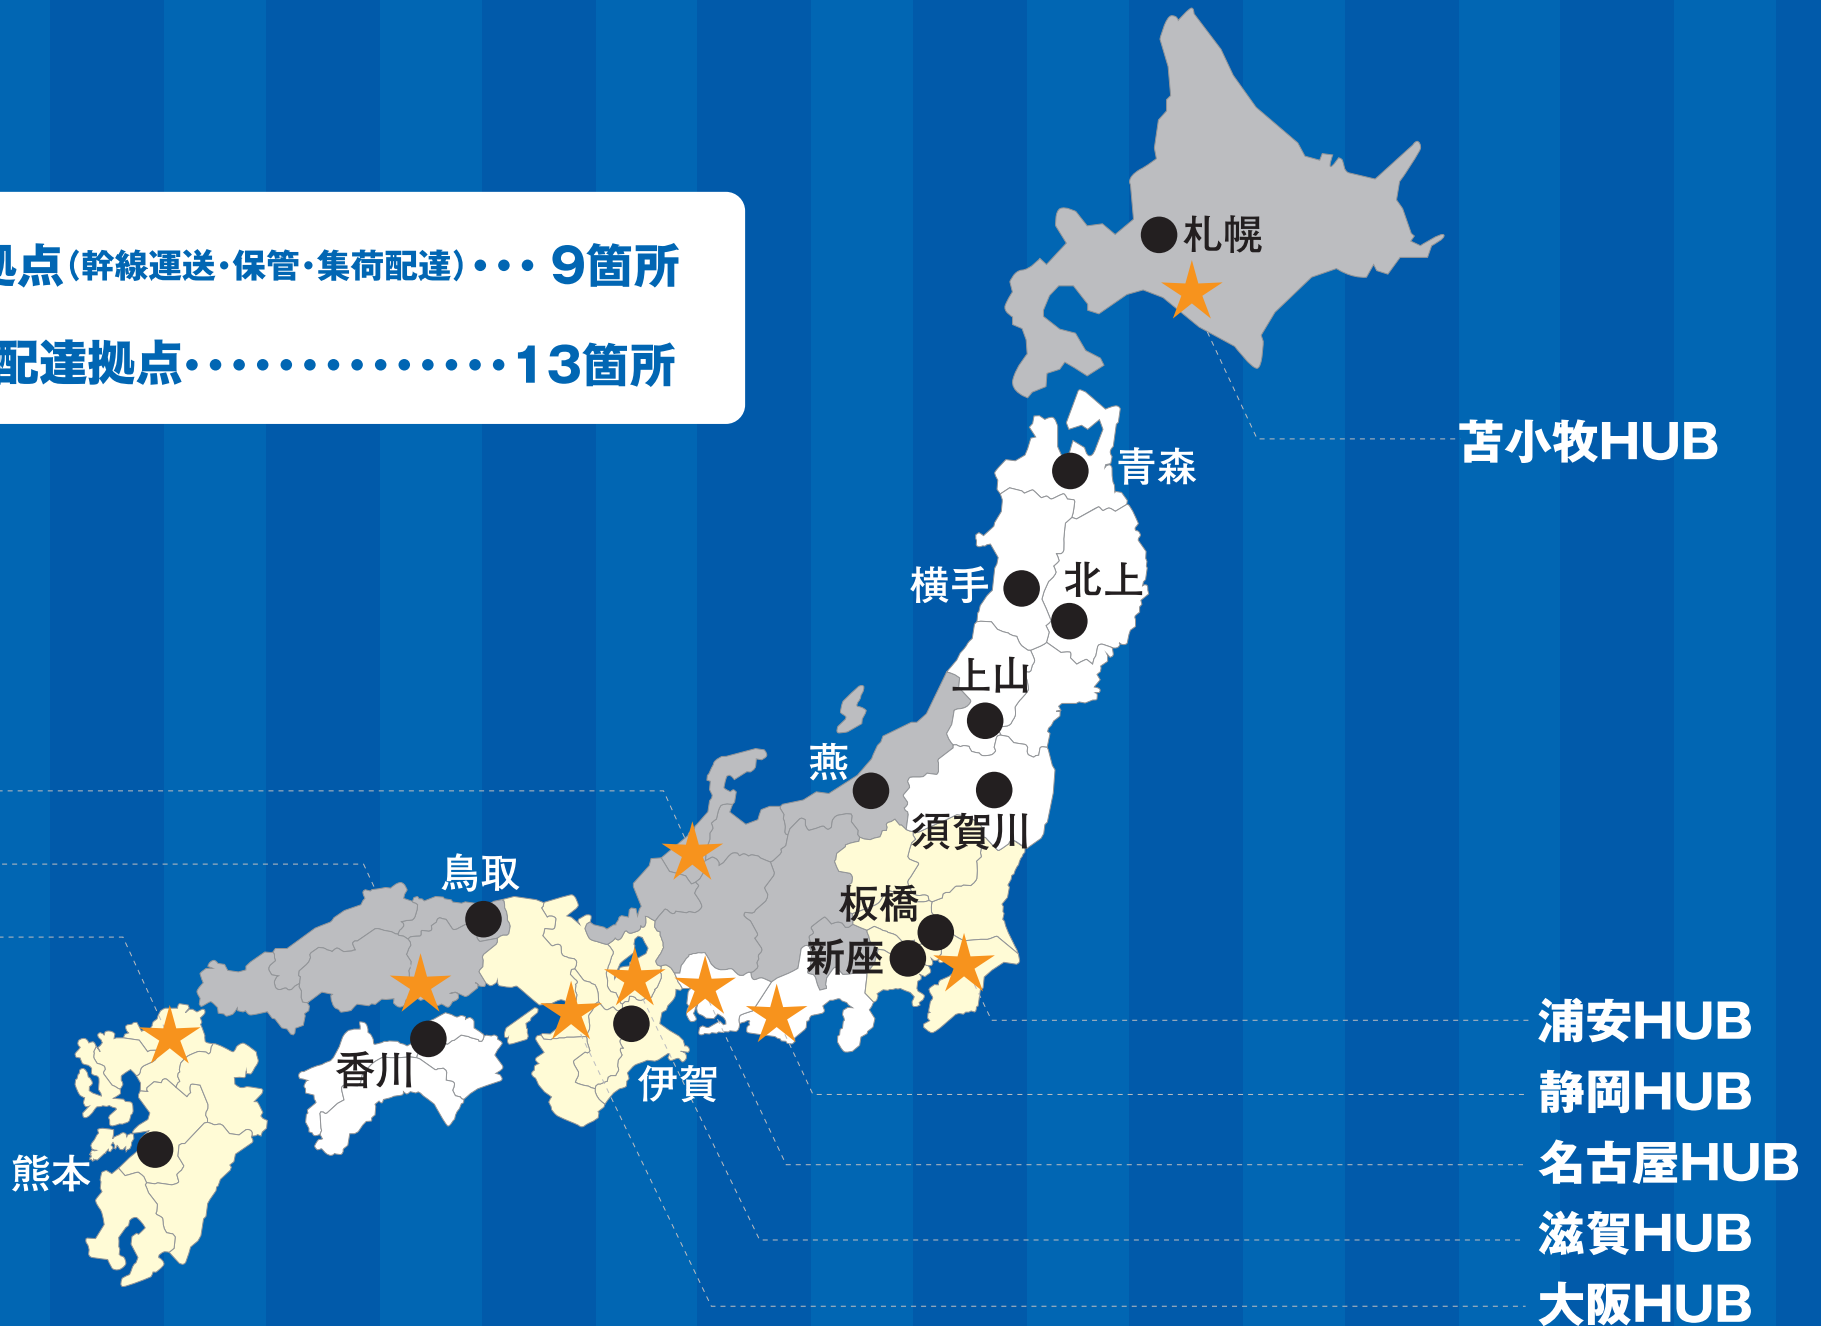 拠点(幹線運送・保管・集荷配達)・・・9箇所
配達拠点・・・・・・・・・・・・・・13箇所
札幌
苫小牧HUB
青森
横手
北上
上山
燕
須賀川
鳥取
板橋
新座
香川
伊賀
熊本
浦安HUB
静岡HUB
名古屋HUB
滋賀HUB
大阪HUB